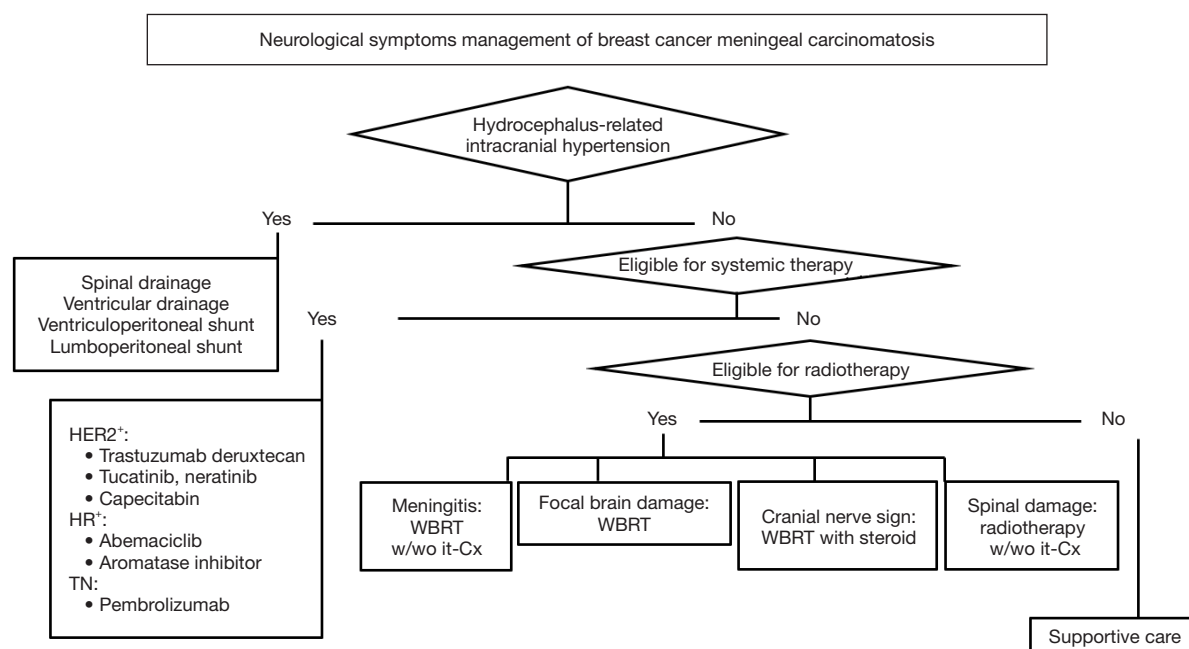 Neurological symptoms management of breast cancer meningeal carcinomatosis
Hydrocephalus-related
intracranial hypertension
Yes
No
Spinal drainage
Ventricular drainage
Ventriculoperitoneal shunt
Lumboperitoneal shunt
Eligible for systemic therapy
Yes
No
HER2⁺:
• Trastuzumab deruxtecan
• Tucatinib, neratinib
• Capecitabin
HR⁺:
• Abemaciclib
• Aromatase inhibitor
TN:
• Pembrolizumab
Eligible for radiotherapy
Yes
No
Meningitis:
WBRT
w/wo it-Cx
Focal brain damage:
WBRT
Cranial nerve sign:
WBRT with steroid
Spinal damage:
radiotherapy
w/wo it-Cx
Supportive care